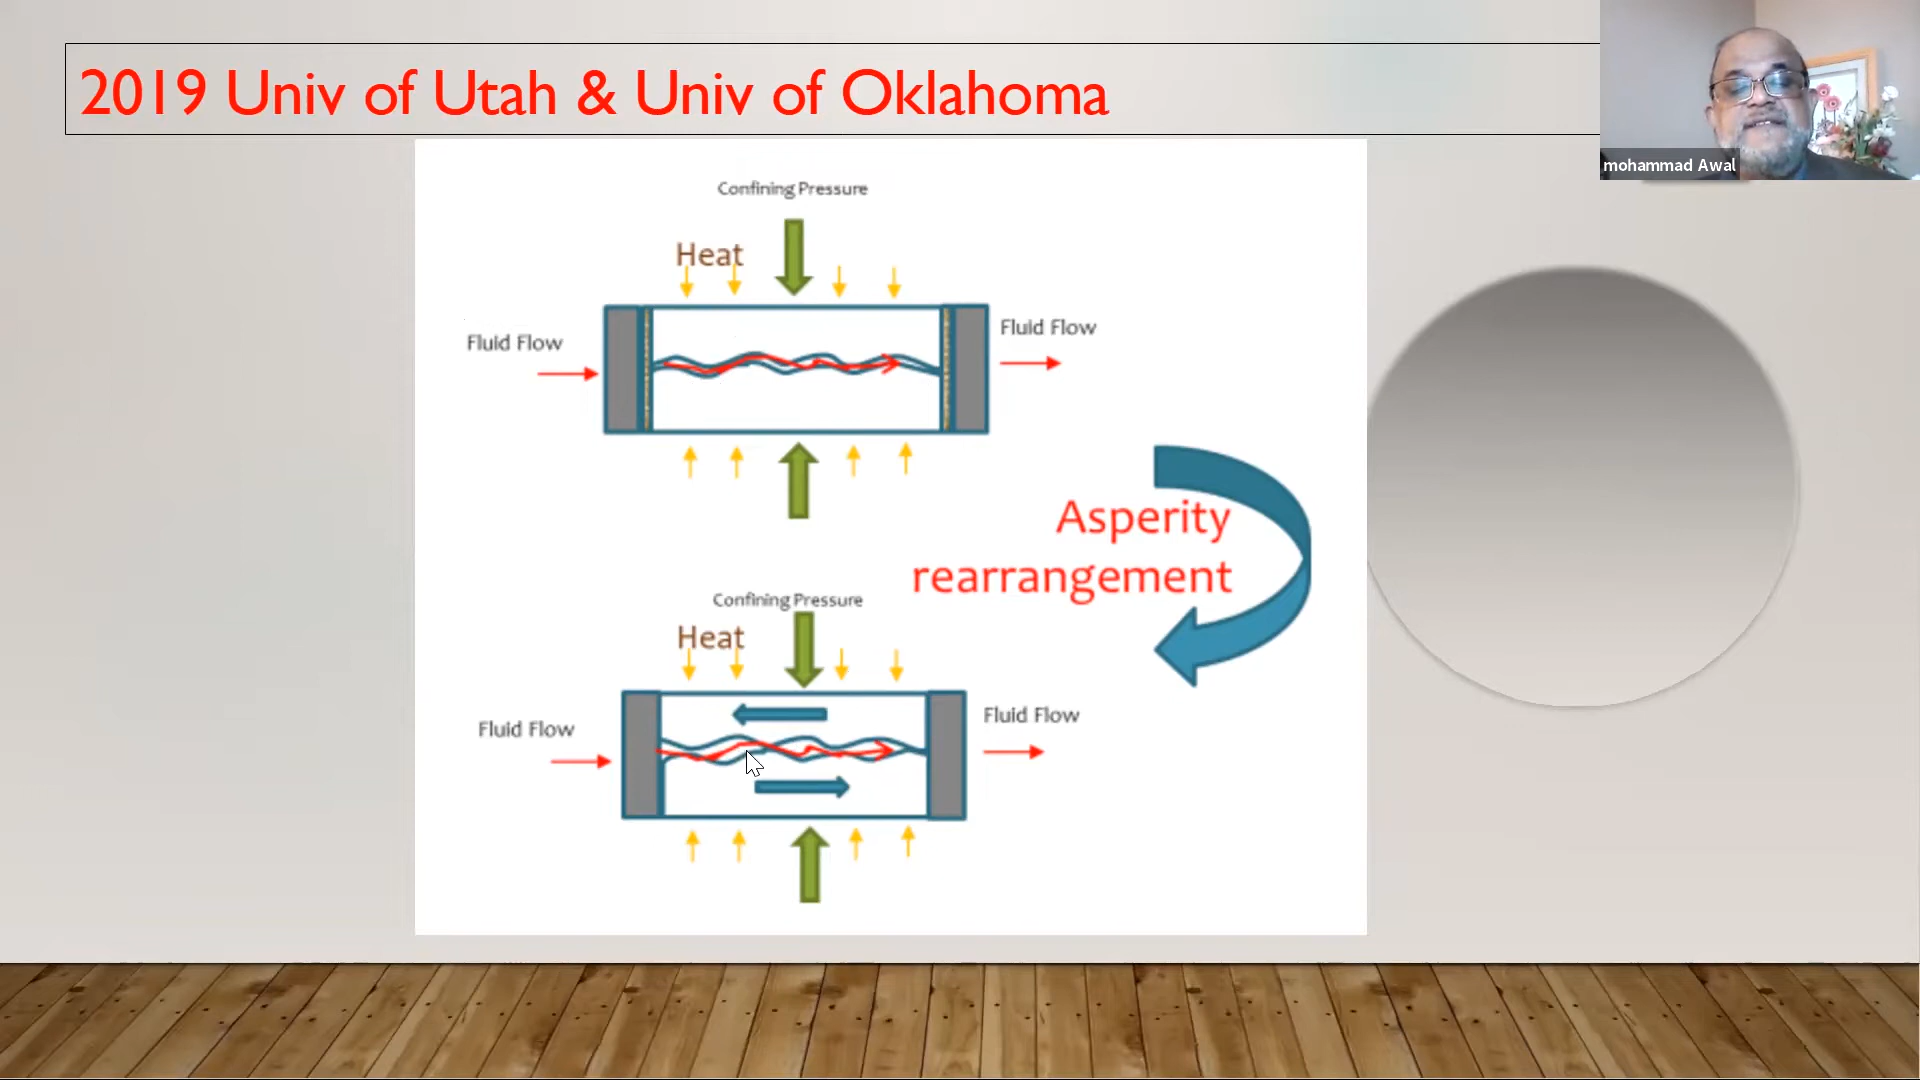 2019 Univ of Utah & Univ of Oklahoma
mohammad Awal
Confining Pressure
Heat
Fluid Flow
Fluid Flow
Asperity
rearrangement
Confining Pressure
Heat
Fluid Flow
Fluid Flow